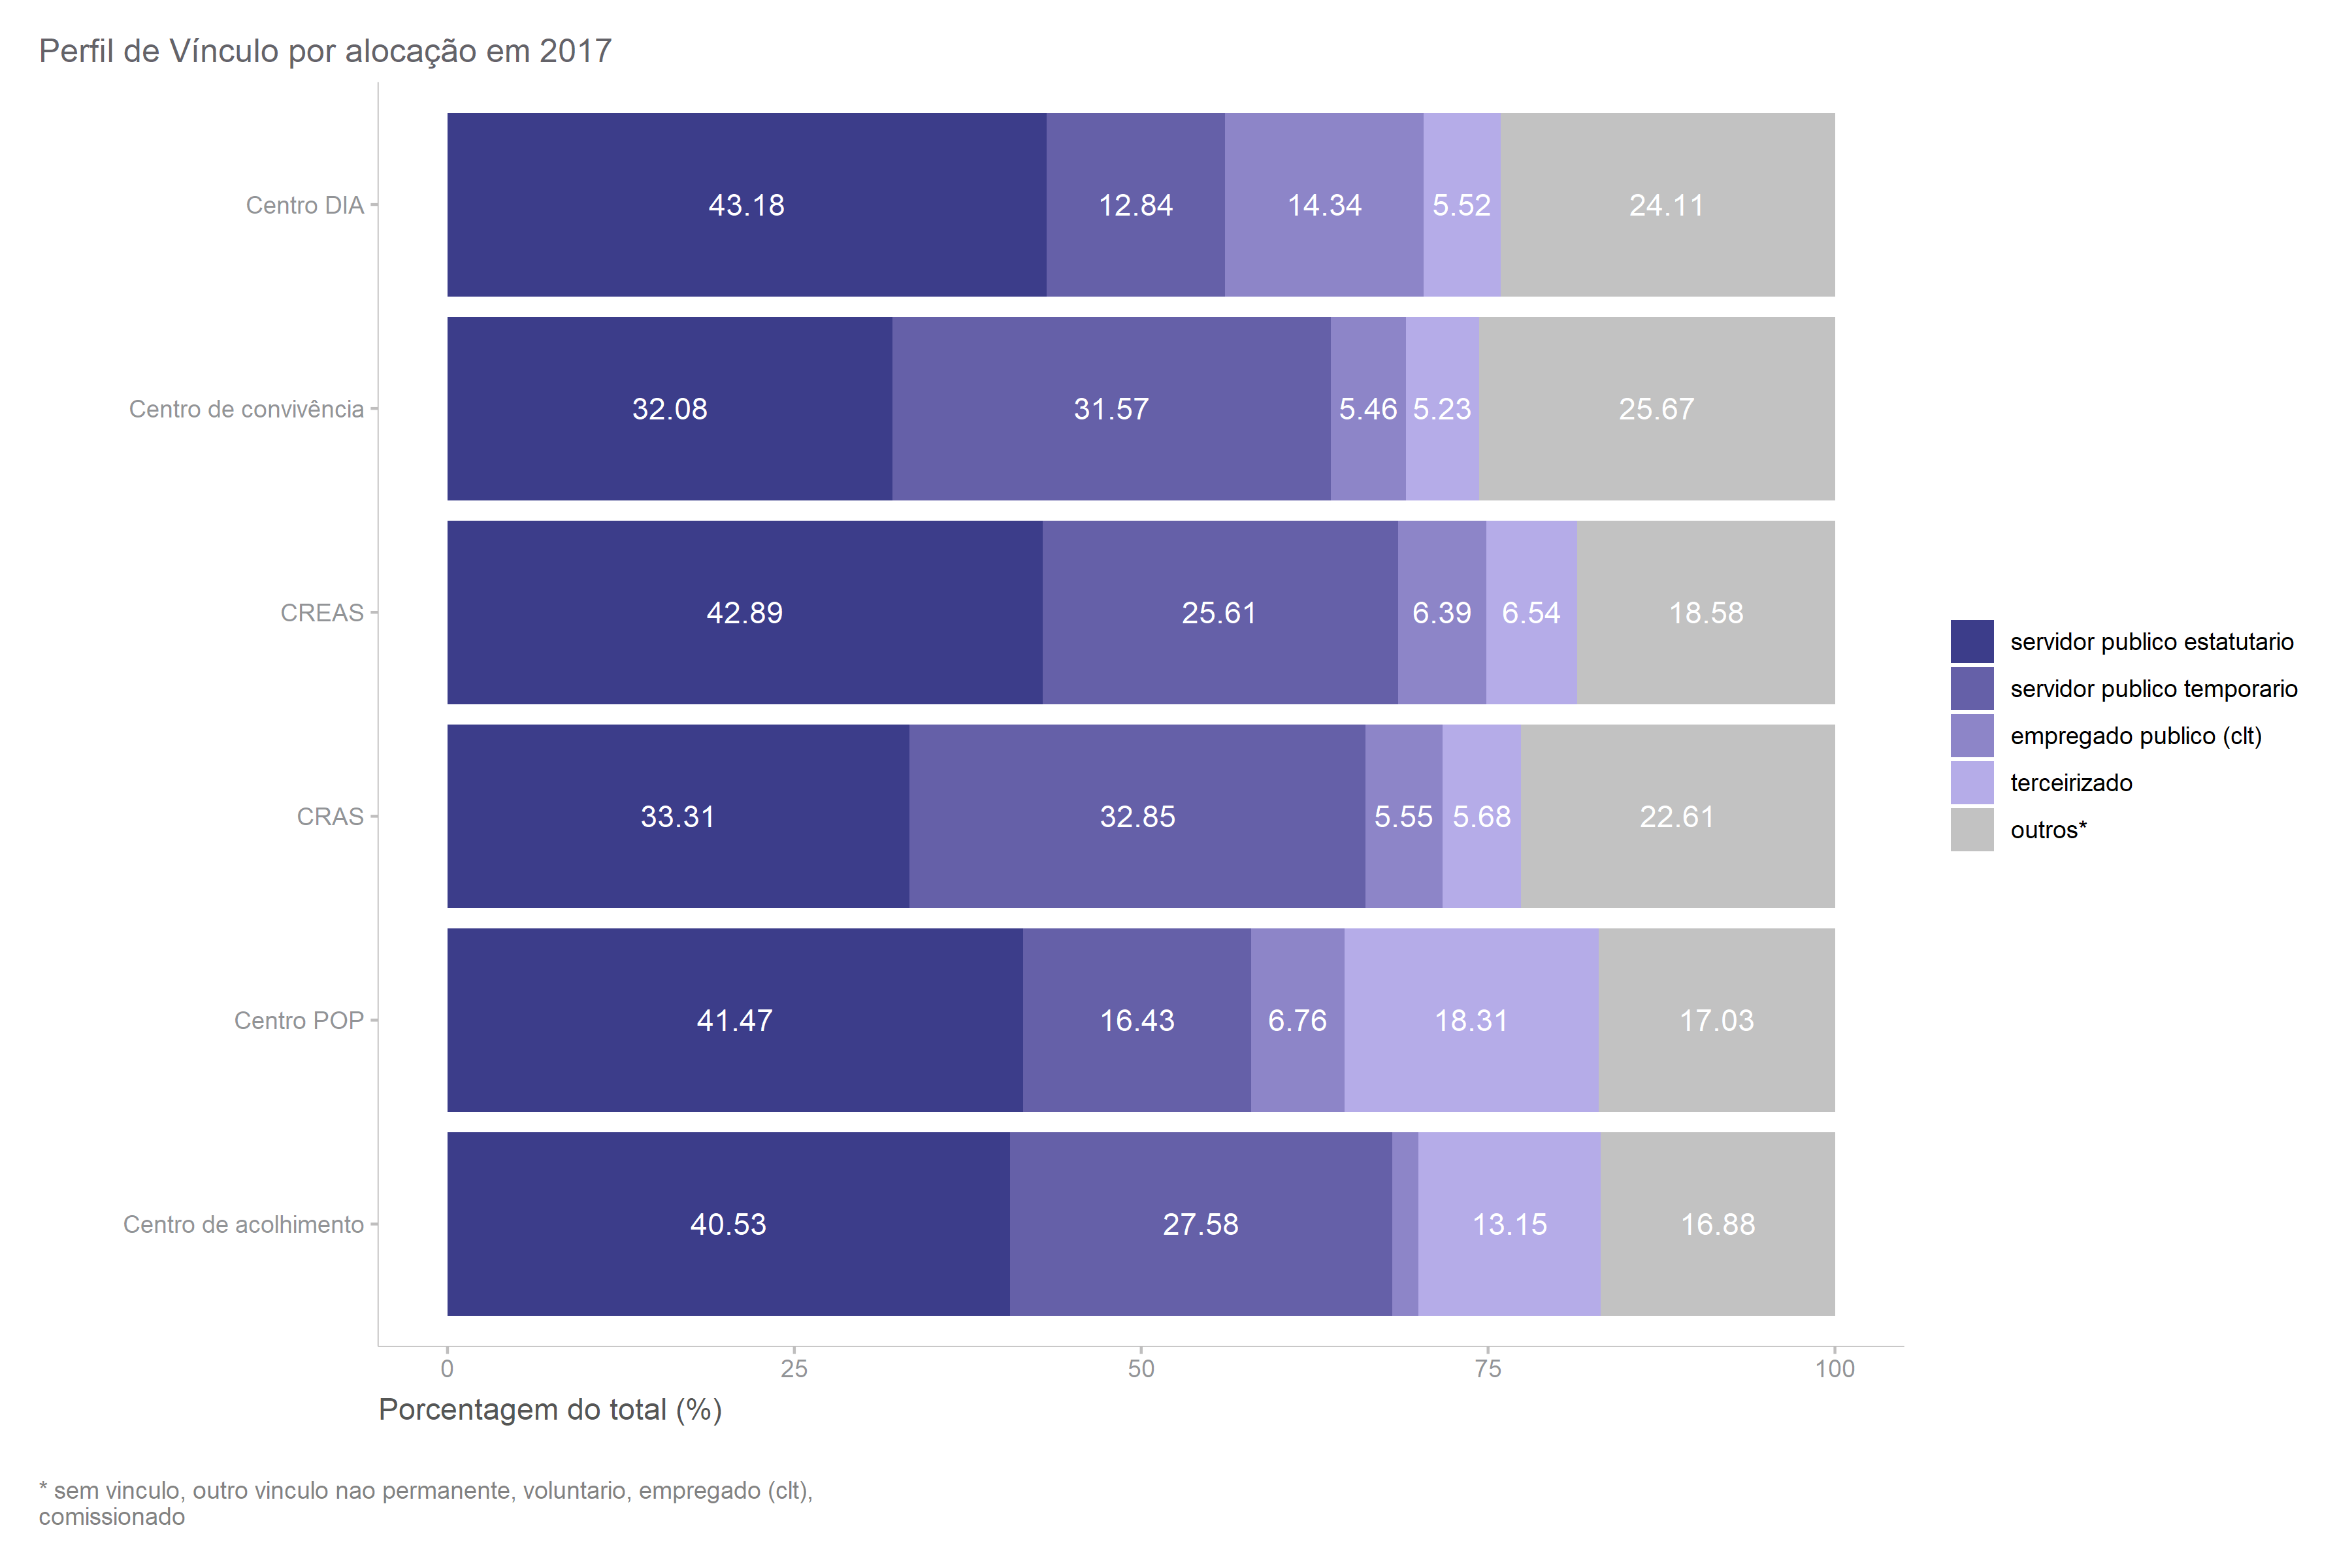 Perfil de Vínculo por alocação em 2017
Centro DIA
43.18 12.84 14.34 5.52 24.11
Centro de convivência
32.08 31.57 5.46 5.23 25.67
CREAS
42.89 25.61 6.39 6.54 18.58
CRAS
33.31 32.85 5.55 5.68 22.61
Centro POP
41.47 16.43 6.76 18.31 17.03
Centro de acolhimento
40.53 27.58 13.15 16.88
0 25 50 75 100
Porcentagem do total (%)
servidor publico estatutario
servidor publico temporario
empregado publico (clt)
terceirizado
outros*
* sem vinculo, outro vinculo nao permanente, voluntario, empregado (clt),
comissionado